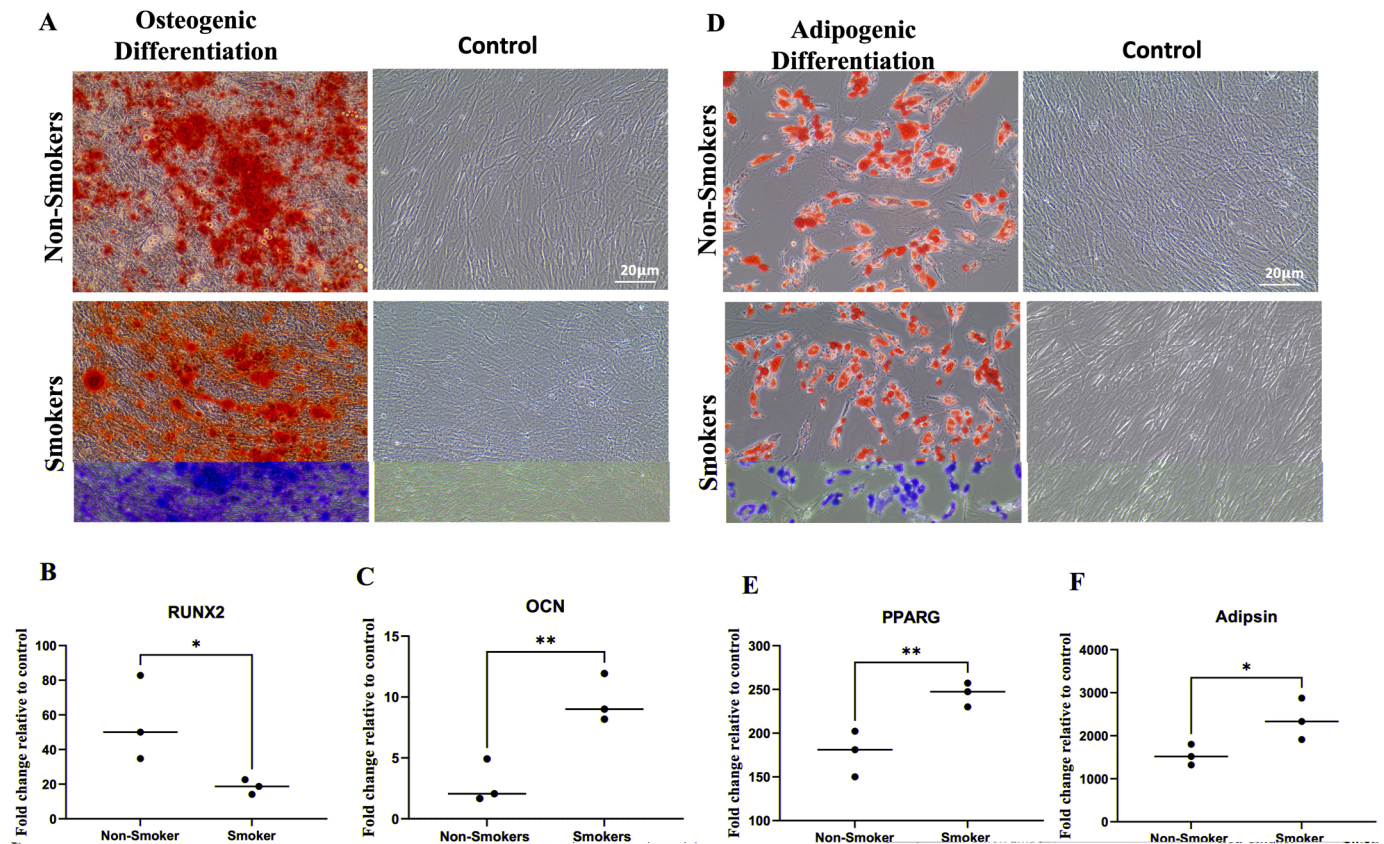 A
Osteogenic
Differentiation
Control
Non-Smokers
20µm
Smokers
D
Adipogenic
Differentiation
Control
Non-Smokers
20µm
Smokers
B
RUNX2
Fold change relative to control
100
80
60
40
20
0
*
Non-Smoker
Smoker
C
OCN
Fold change relative to control
15
10
5
0
**
Non-Smokers
Smokers
E
PPARG
Fold change relative to control
300
250
200
150
100
**
Non-Smoker
Smoker
F
Adipsin
Fold change relative to control
4000
3000
2000
1000
0
*
Non-Smoker
Smoker